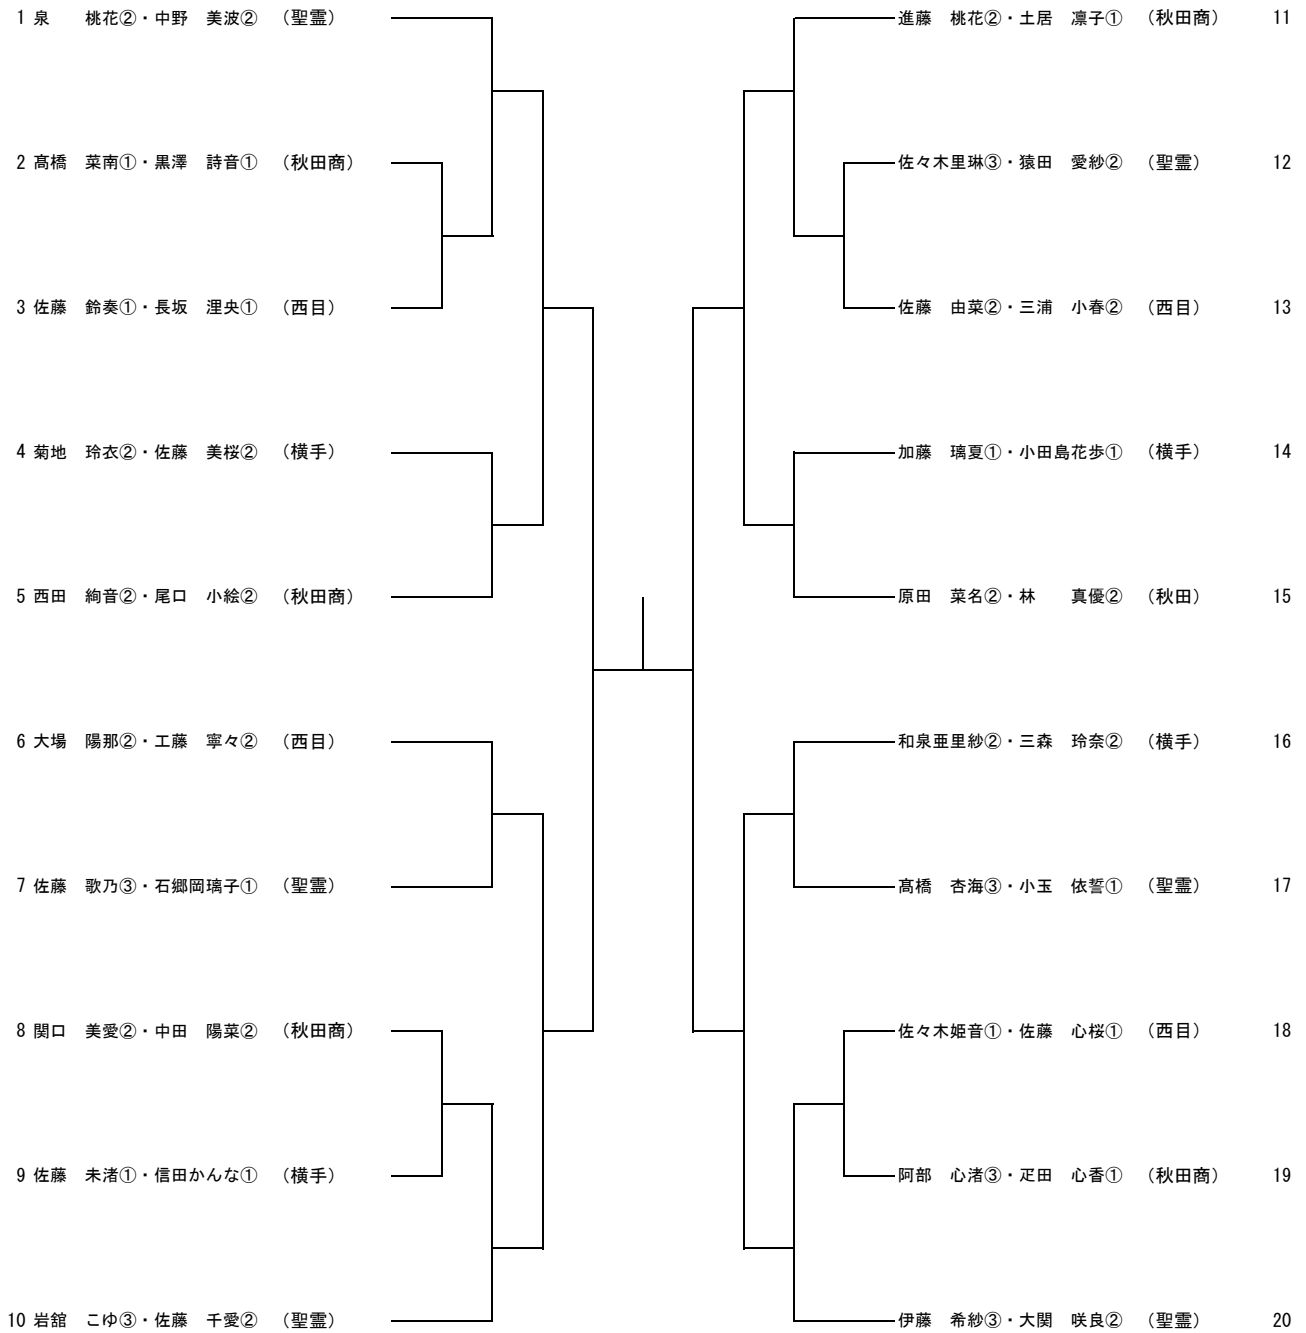 1 泉　　桃花②・中野　美波②　（聖霊）
2 髙橋　菜南①・黒澤　詩音①　（秋田商）
3 佐藤　鈴奏①・長坂　浬央①　（西目）
4 菊地　玲衣②・佐藤　美桜②　（横手）
5 西田　絢音②・尾口　小絵②　（秋田商）
6 大場　陽那②・工藤　寧々②　（西目）
7 佐藤　歌乃③・石郷岡璃子①　（聖霊）
8 関口　美愛②・中田　陽菜②　（秋田商）
9 佐藤　未渚①・信田かんな①　（横手）
10 岩舘　こゆ③・佐藤　千愛②　（聖霊）
進藤　桃花②・土居　凛子①　（秋田商）　11
佐々木里琳③・猿田　愛紗②　（聖霊）　12
佐藤　由菜②・三浦　小春②　（西目）　13
加藤　璃夏①・小田島花歩①　（横手）　14
原田　菜名②・林　　真優②　（秋田）　15
和泉亜里紗②・三森　玲奈②　（横手）　16
髙橋　杏海③・小玉　依誓①　（聖霊）　17
佐々木姫音①・佐藤　心桜①　（西目）　18
阿部　心渚③・疋田　心香①　（秋田商）　19
伊藤　希紗③・大関　咲良②　（聖霊）　20